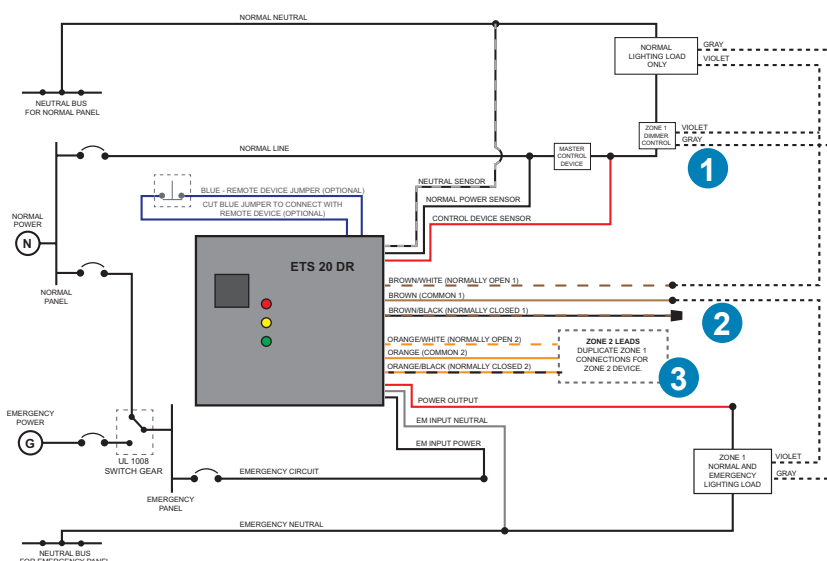 NORMAL NEUTRAL
NORMAL
LIGHTING LOAD
ONLY
GRAY
VIOLET
NEUTRAL BUS
FOR NORMAL PANEL
ZONE 1
DIMMER
CONTROL
VIOLET
GRAY
1
NORMAL LINE
MASTER
CONTROL
DEVICE
NEUTRAL SENSOR
BLUE - REMOTE DEVICE JUMPER (OPTIONAL)
CUT BLUE JUMPER TO CONNECT WITH
REMOTE DEVICE (OPTIONAL)
NORMAL POWER SENSOR
CONTROL DEVICE SENSOR
NORMAL
POWER
N
NORMAL
PANEL
ETS 20 DR
BROWN/WHITE (NORMALLY OPEN 1)
BROWN (COMMON 1)
BROWN/BLACK (NORMALLY CLOSED 1)
2
ORANGE/WHITE (NORMALLY OPEN 2)
ORANGE (COMMON 2)
ORANGE/BLACK (NORMALLY CLOSED 2)
ZONE 2 LEADS
DUPLICATE ZONE 1
CONNECTIONS FOR
ZONE 2 DEVICE.
3
POWER OUTPUT
EM INPUT NEUTRAL
EM INPUT POWER
EMERGENCY
POWER
G
UL 1008
SWITCH GEAR
EMERGENCY CIRCUIT
EMERGENCY
PANEL
ZONE 1
NORMAL AND
EMERGENCY
LIGHTING LOAD
VIOLET
GRAY
EMERGENCY NEUTRAL
NEUTRAL BUS
FOR EMERGENCY PANEL